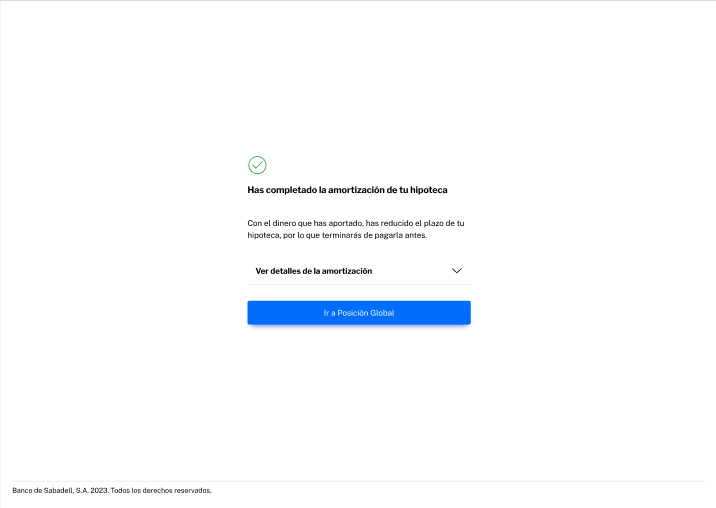 Has completado la amortización de tu hipoteca
Con el dinero que has aportado, has reducido el plazo de tu
hipoteca, por lo que terminarás de pagarla antes.
Ver detalles de la amortización
Ir a Posición Global
Banco de Sabadell, S.A. 2023. Todos los derechos reservados.